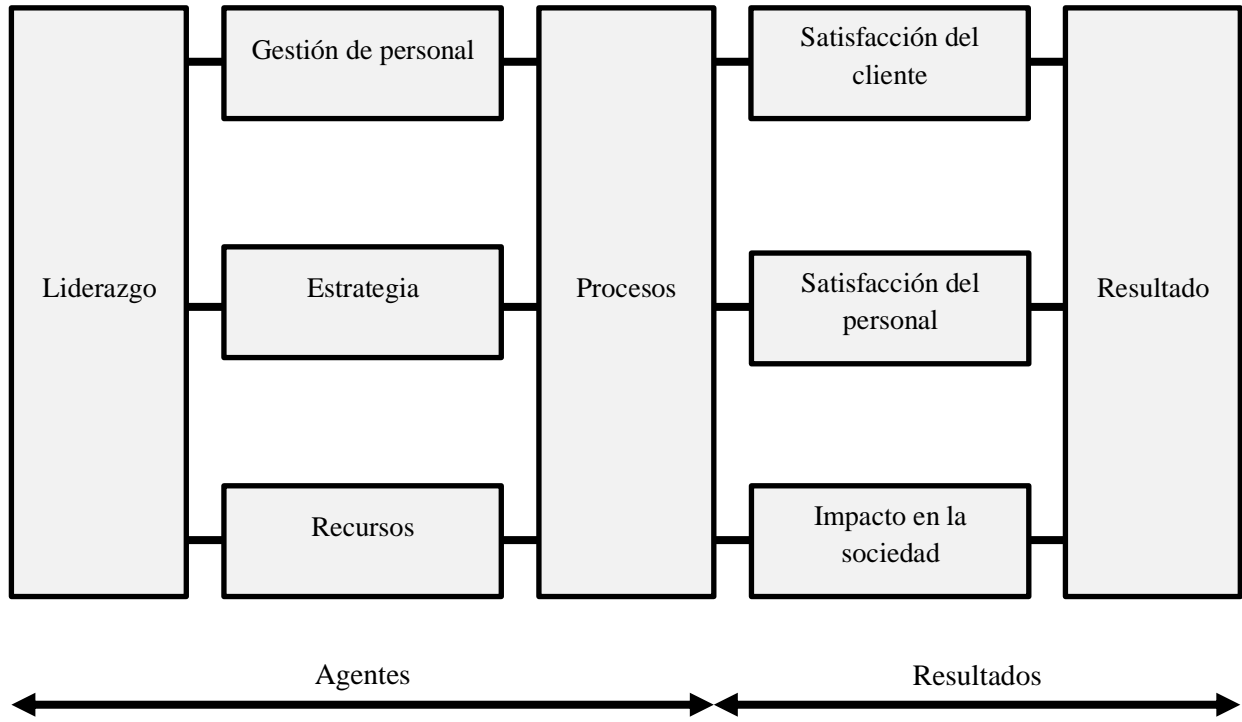 Gestión de personal
Satisfacción del
cliente
Liderazgo
Estrategia
Procesos
Satisfacción del
personal
Resultado
Recursos
Impacto en la
sociedad
Agentes
Resultados